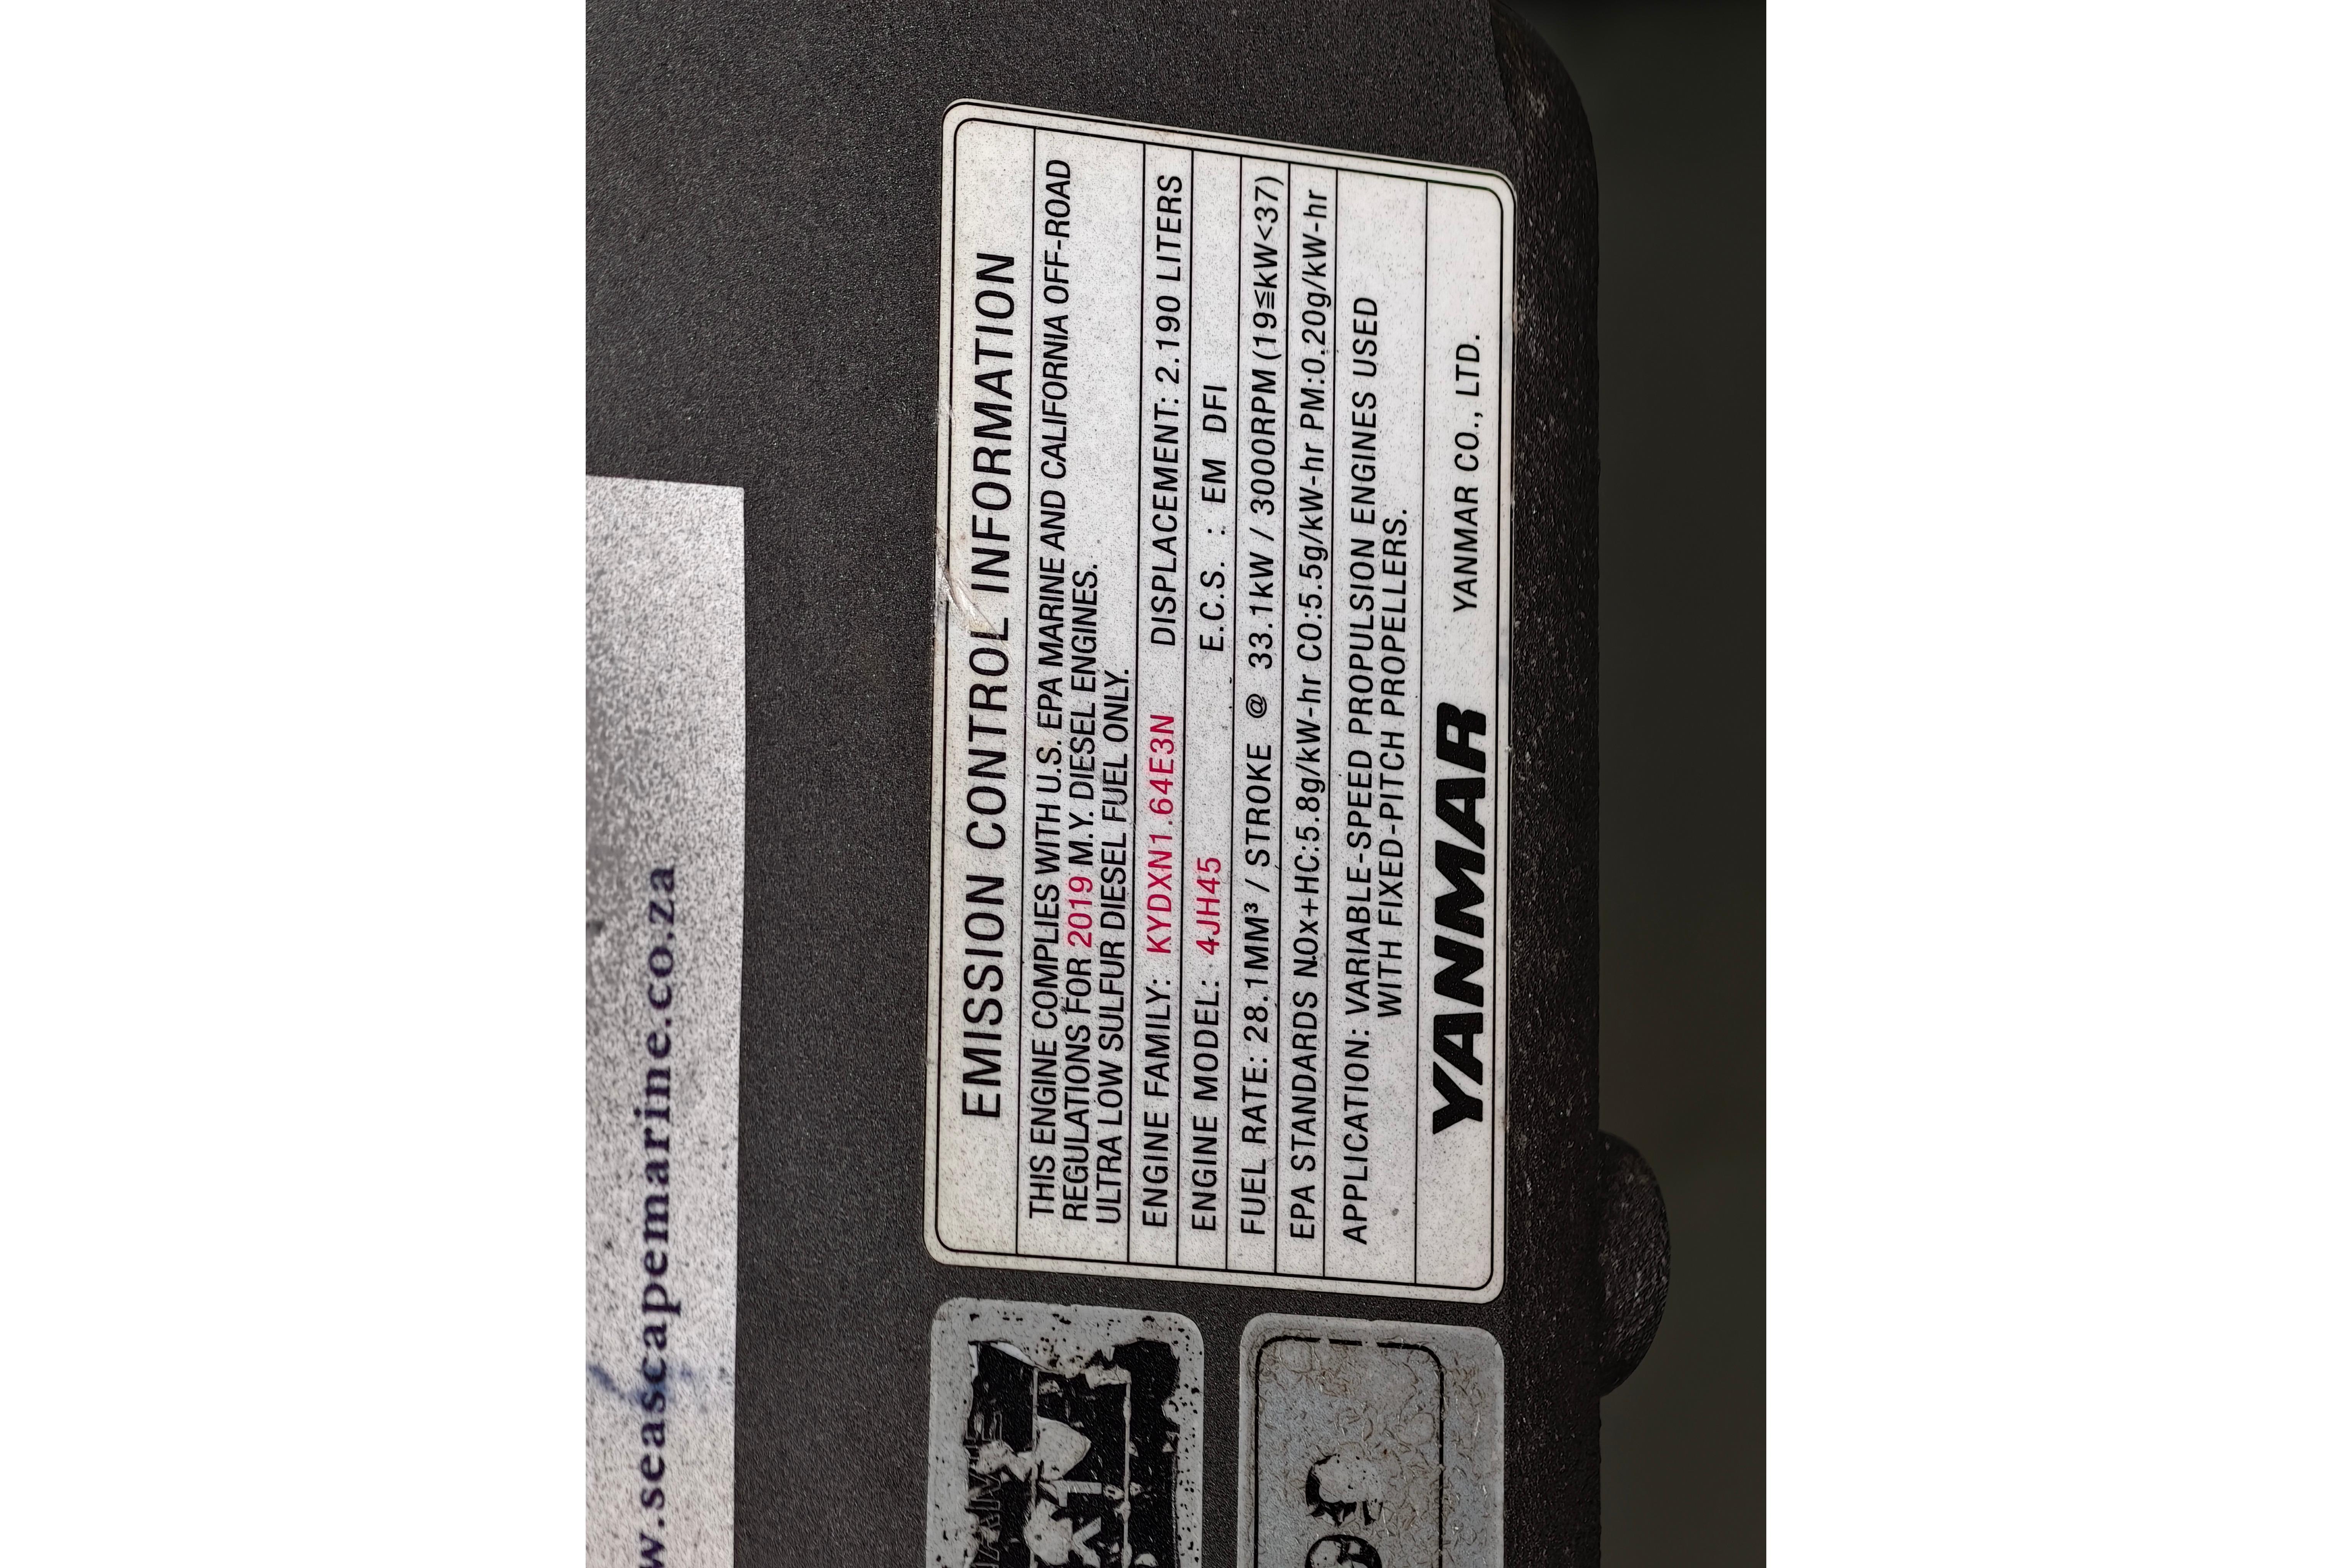 EMISSION CONTROL INFORMATION
THIS ENGINE COMPLIES WITH U.S. EPA MARINE AND CALIFORNIA OFF-ROAD
REGULATIONS FOR 2019 M.Y. DIESEL ENGINES.
ULTRA LOW SULFUR DIESEL FUEL ONLY.
ENGINE FAMILY: KYDXN1.64E3N DISPLACEMENT: 2.190 LITERS
ENGINE MODEL: 4JH45 E.C.S. : EM DFI
FUEL RATE: 28.1MM³ / STROKE @ 33.1kW / 3000RPM (19≦kW<37)
EPA STANDARDS NOx+HC:5.8g/kW-hr CO:5.5g/kW-hr PM:0.20g/kW-hr
APPLICATION: VARIABLE-SPEED PROPULSION ENGINES USED
WITH FIXED-PITCH PROPELLERS.
YANMAR YANMAR CO., LTD.
w.seascapemarine.co.za